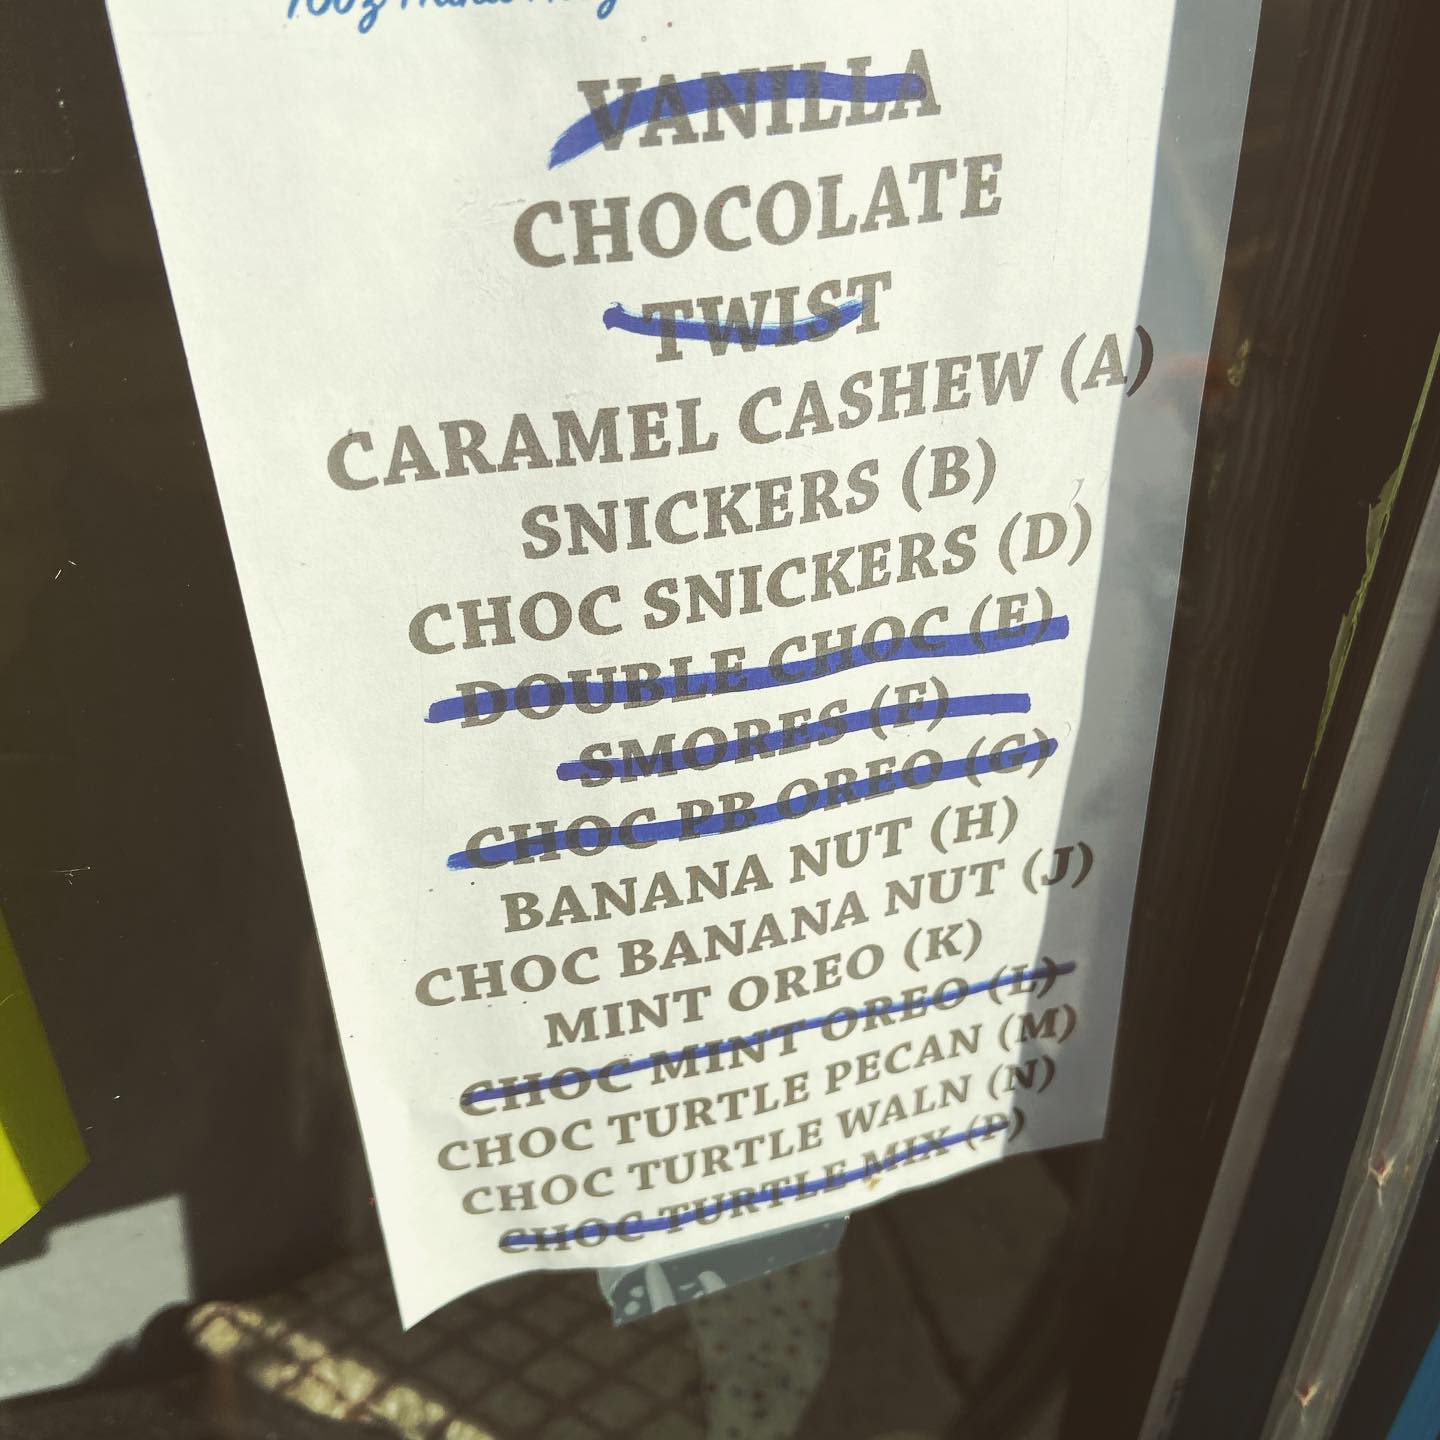 VANILLA
CHOCOLATE
TWIST
CARAMEL CASHEW (A)
SNICKERS (B)
CHOC SNICKERS (D)
DOUBLE CHOC (E)
SMORES (F)
CHOC PB OREO (G)
BANANA NUT (H)
CHOC BANANA NUT (J)
MINT OREO (K)
CHOC MINT OREO (L)
CHOC TURTLE PECAN (M)
CHOC TURTLE WALN (N)
CHOC TURTLE MIX (P)